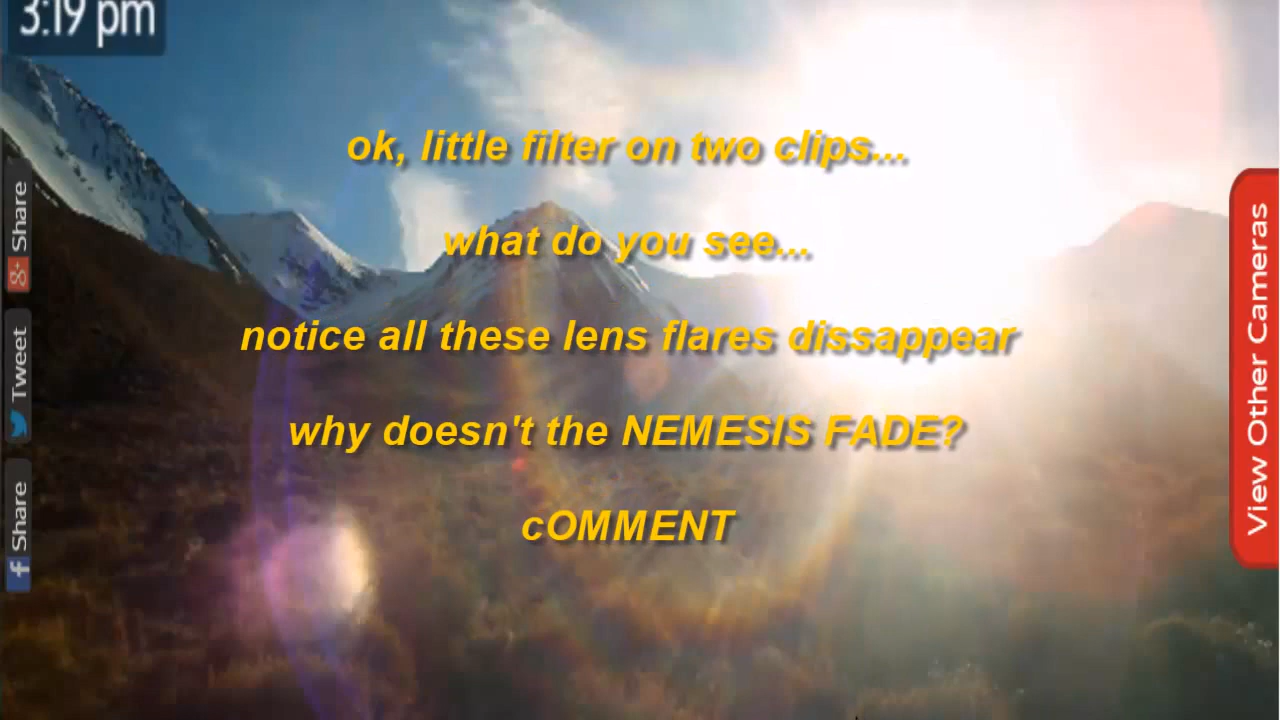 3:19 pm
ok, little filter on two clips...
what do you see...
notice all these lens flares dissappear
why doesn't the NEMESIS FADE?
cOMMENT
g+ Share
Tweet
f Share
View Other Cameras